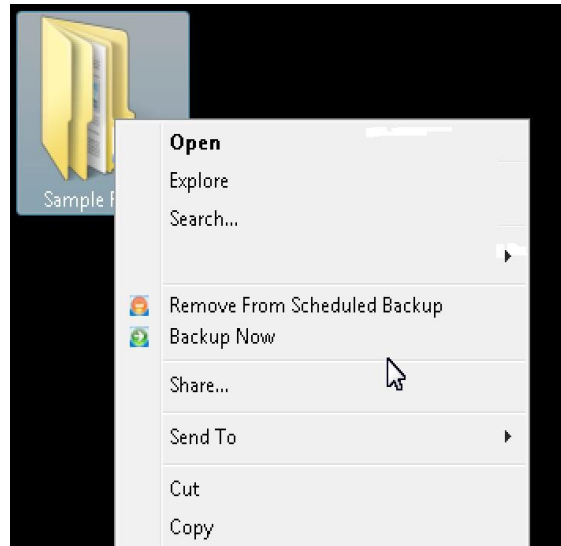 Sample F
Open
Explore
Search...
Remove From Scheduled Backup
Backup Now
Share...
Send To
Cut
Copy